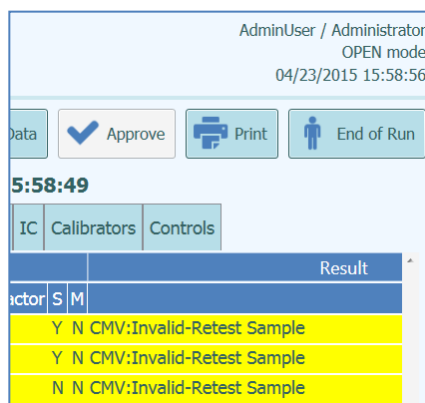 AdminUser / Administrator
OPEN mode
04/23/2015 15:58:56
Data Approve Print End of Run
5:58:49
IC Calibrators Controls
Result
actor S M
Y N CMV:Invalid-Retest Sample
Y N CMV:Invalid-Retest Sample
N N CMV:Invalid-Retest Sample